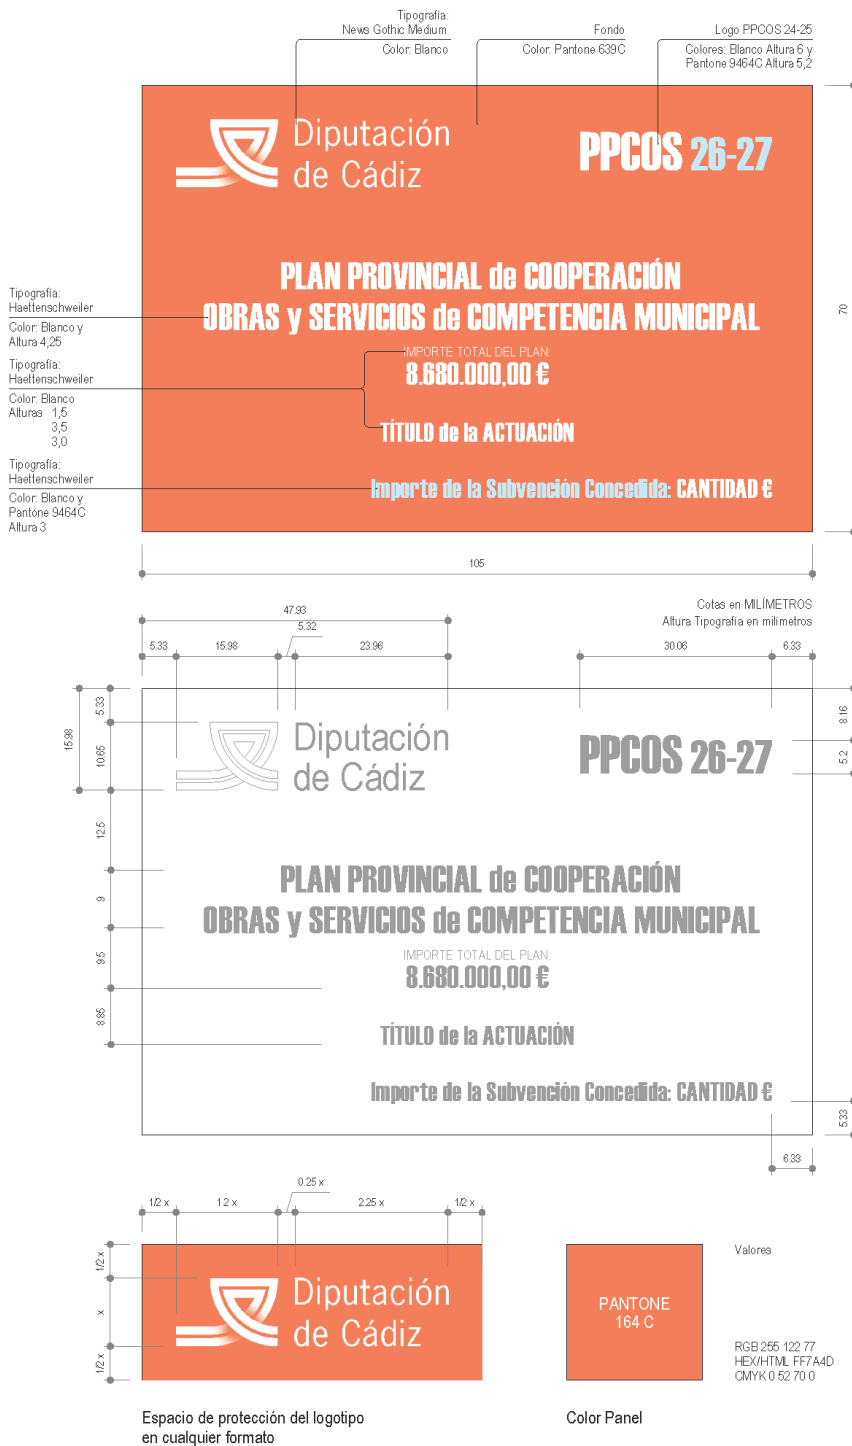 Tipografía:
News Gothic Medium
Color: Blanco
Fondo
Color: Pantone 639C
Logo PPCOS 24-25
Colores: Blanco Altura 6 y
Pantone 9464C Altura 5,2
Diputación
de Cádiz
PPCOS 26-27
PLAN PROVINCIAL de COOPERACIÓN
OBRAS y SERVICIOS de COMPETENCIA MUNICIPAL
IMPORTE TOTAL DEL PLAN:
8.680.000,00 €
TÍTULO de la ACTUACIÓN
Importe de la Subvención Concedida: CANTIDAD €
Tipografía:
Haettenschweiler
Color: Blanco y
Altura 4,25
Tipografía:
Haettenschweiler
Color: Blanco
Alturas 1,5
3,5
3,0
Tipografía:
Haettenschweiler
Color: Blanco y
Pantone 9464C
Altura 3
70
105
Cotas en MILÍMETROS
Altura Tipografía en milímetros
47.93
5.32
5.33
15.98
23.96
30.06
6.33
15.98
5.33
10.65
12.5
9
9.5
8.85
8.16
5.2
Diputación
de Cádiz
PPCOS 26-27
PLAN PROVINCIAL de COOPERACIÓN
OBRAS y SERVICIOS de COMPETENCIA MUNICIPAL
IMPORTE TOTAL DEL PLAN:
8.680.000,00 €
TÍTULO de la ACTUACIÓN
Importe de la Subvención Concedida: CANTIDAD €
5.33
6.33
0.25 x
1/2 x
1.2 x
2.25 x
1/2 x
1/2 x
x
1/2 x
Diputación
de Cádiz
PANTONE
164 C
Valores
RGB 255 122 77
HEX/HTML FF7A4D
CMYK 0 52 70 0
Espacio de protección del logotipo
en cualquier formato
Color Panel